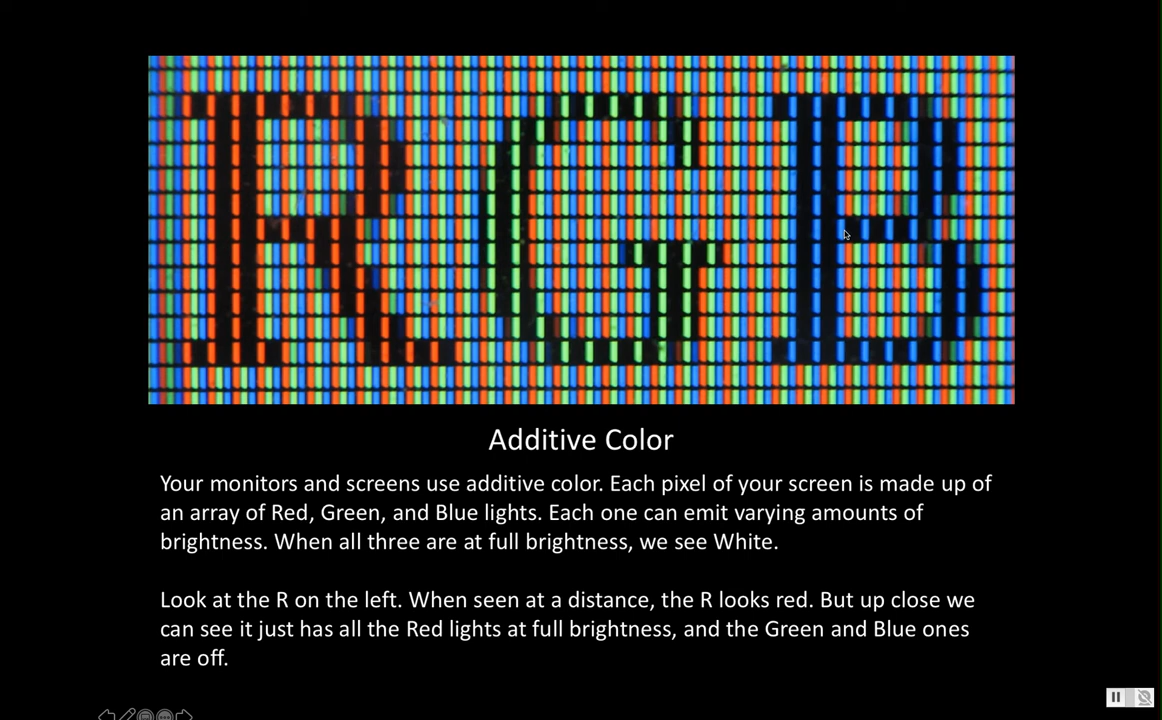 RGB
Additive Color
Your monitors and screens use additive color. Each pixel of your screen is made up of
an array of Red, Green, and Blue lights. Each one can emit varying amounts of
brightness. When all three are at full brightness, we see White.
Look at the R on the left. When seen at a distance, the R looks red. But up close we
can see it just has all the Red lights at full brightness, and the Green and Blue ones
are off.